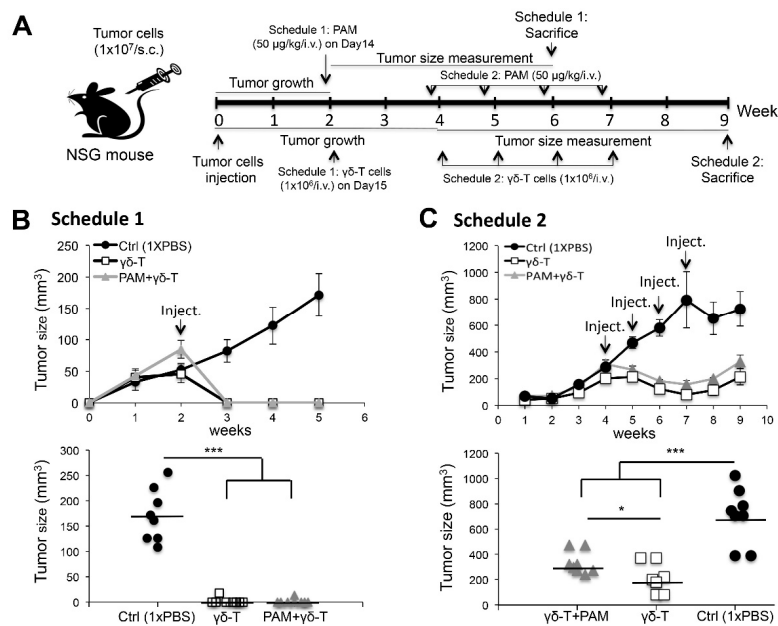 A
Tumor cells
(1x10⁷/s.c.)
NSG mouse
Schedule 1: PAM
(50 µg/kg/i.v.) on Day14
Schedule 1:
Sacrifice
Tumor size measurement
Schedule 2: PAM (50 µg/kg/i.v.)
Tumor growth
0 1 2 3 4 5 6 7 8 9 Week
Tumor growth
Tumor size measurement
Tumor cells
injection
Schedule 1: γδ-T cells
(1x10⁶/i.v.) on Day15
Schedule 2: γδ-T cells (1x10⁶/i.v.)
Schedule 2:
Sacrifice
B Schedule 1
Tumor size (mm³)
250
200
150
100
50
0
Ctrl (1XPBS)
γδ-T
PAM+γδ-T
Inject.
0 1 2 3 4 5 6
weeks
Tumor size (mm³)
300
250
200
150
100
50
0
***
Ctrl (1xPBS) γδ-T PAM+γδ-T
C Schedule 2
Tumor size (mm³)
1200
1000
800
600
400
200
0
Ctrl (1XPBS)
γδ-T
PAM+γδ-T
Inject.
Inject.
Inject.
Inject.
0 1 2 3 4 5 6 7 8 9 10
weeks
Tumor size (mm³)
1200
1000
800
600
400
200
0
***
*
γδ-T+PAM γδ-T Ctrl (1xPBS)